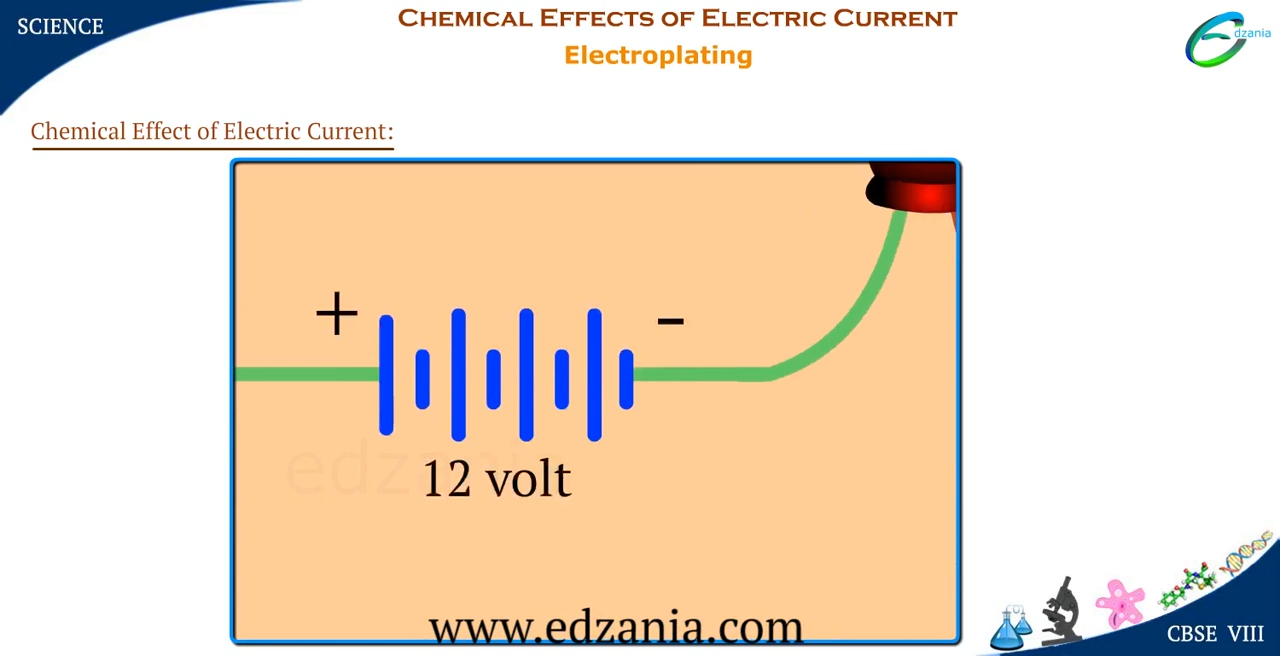 SCIENCE
CHEMICAL EFFECTS OF ELECTRIC CURRENT
Electroplating
Edzania
Chemical Effect of Electric Current:
+
-
edza
12 volt
www.edzania.com
CBSE VIII